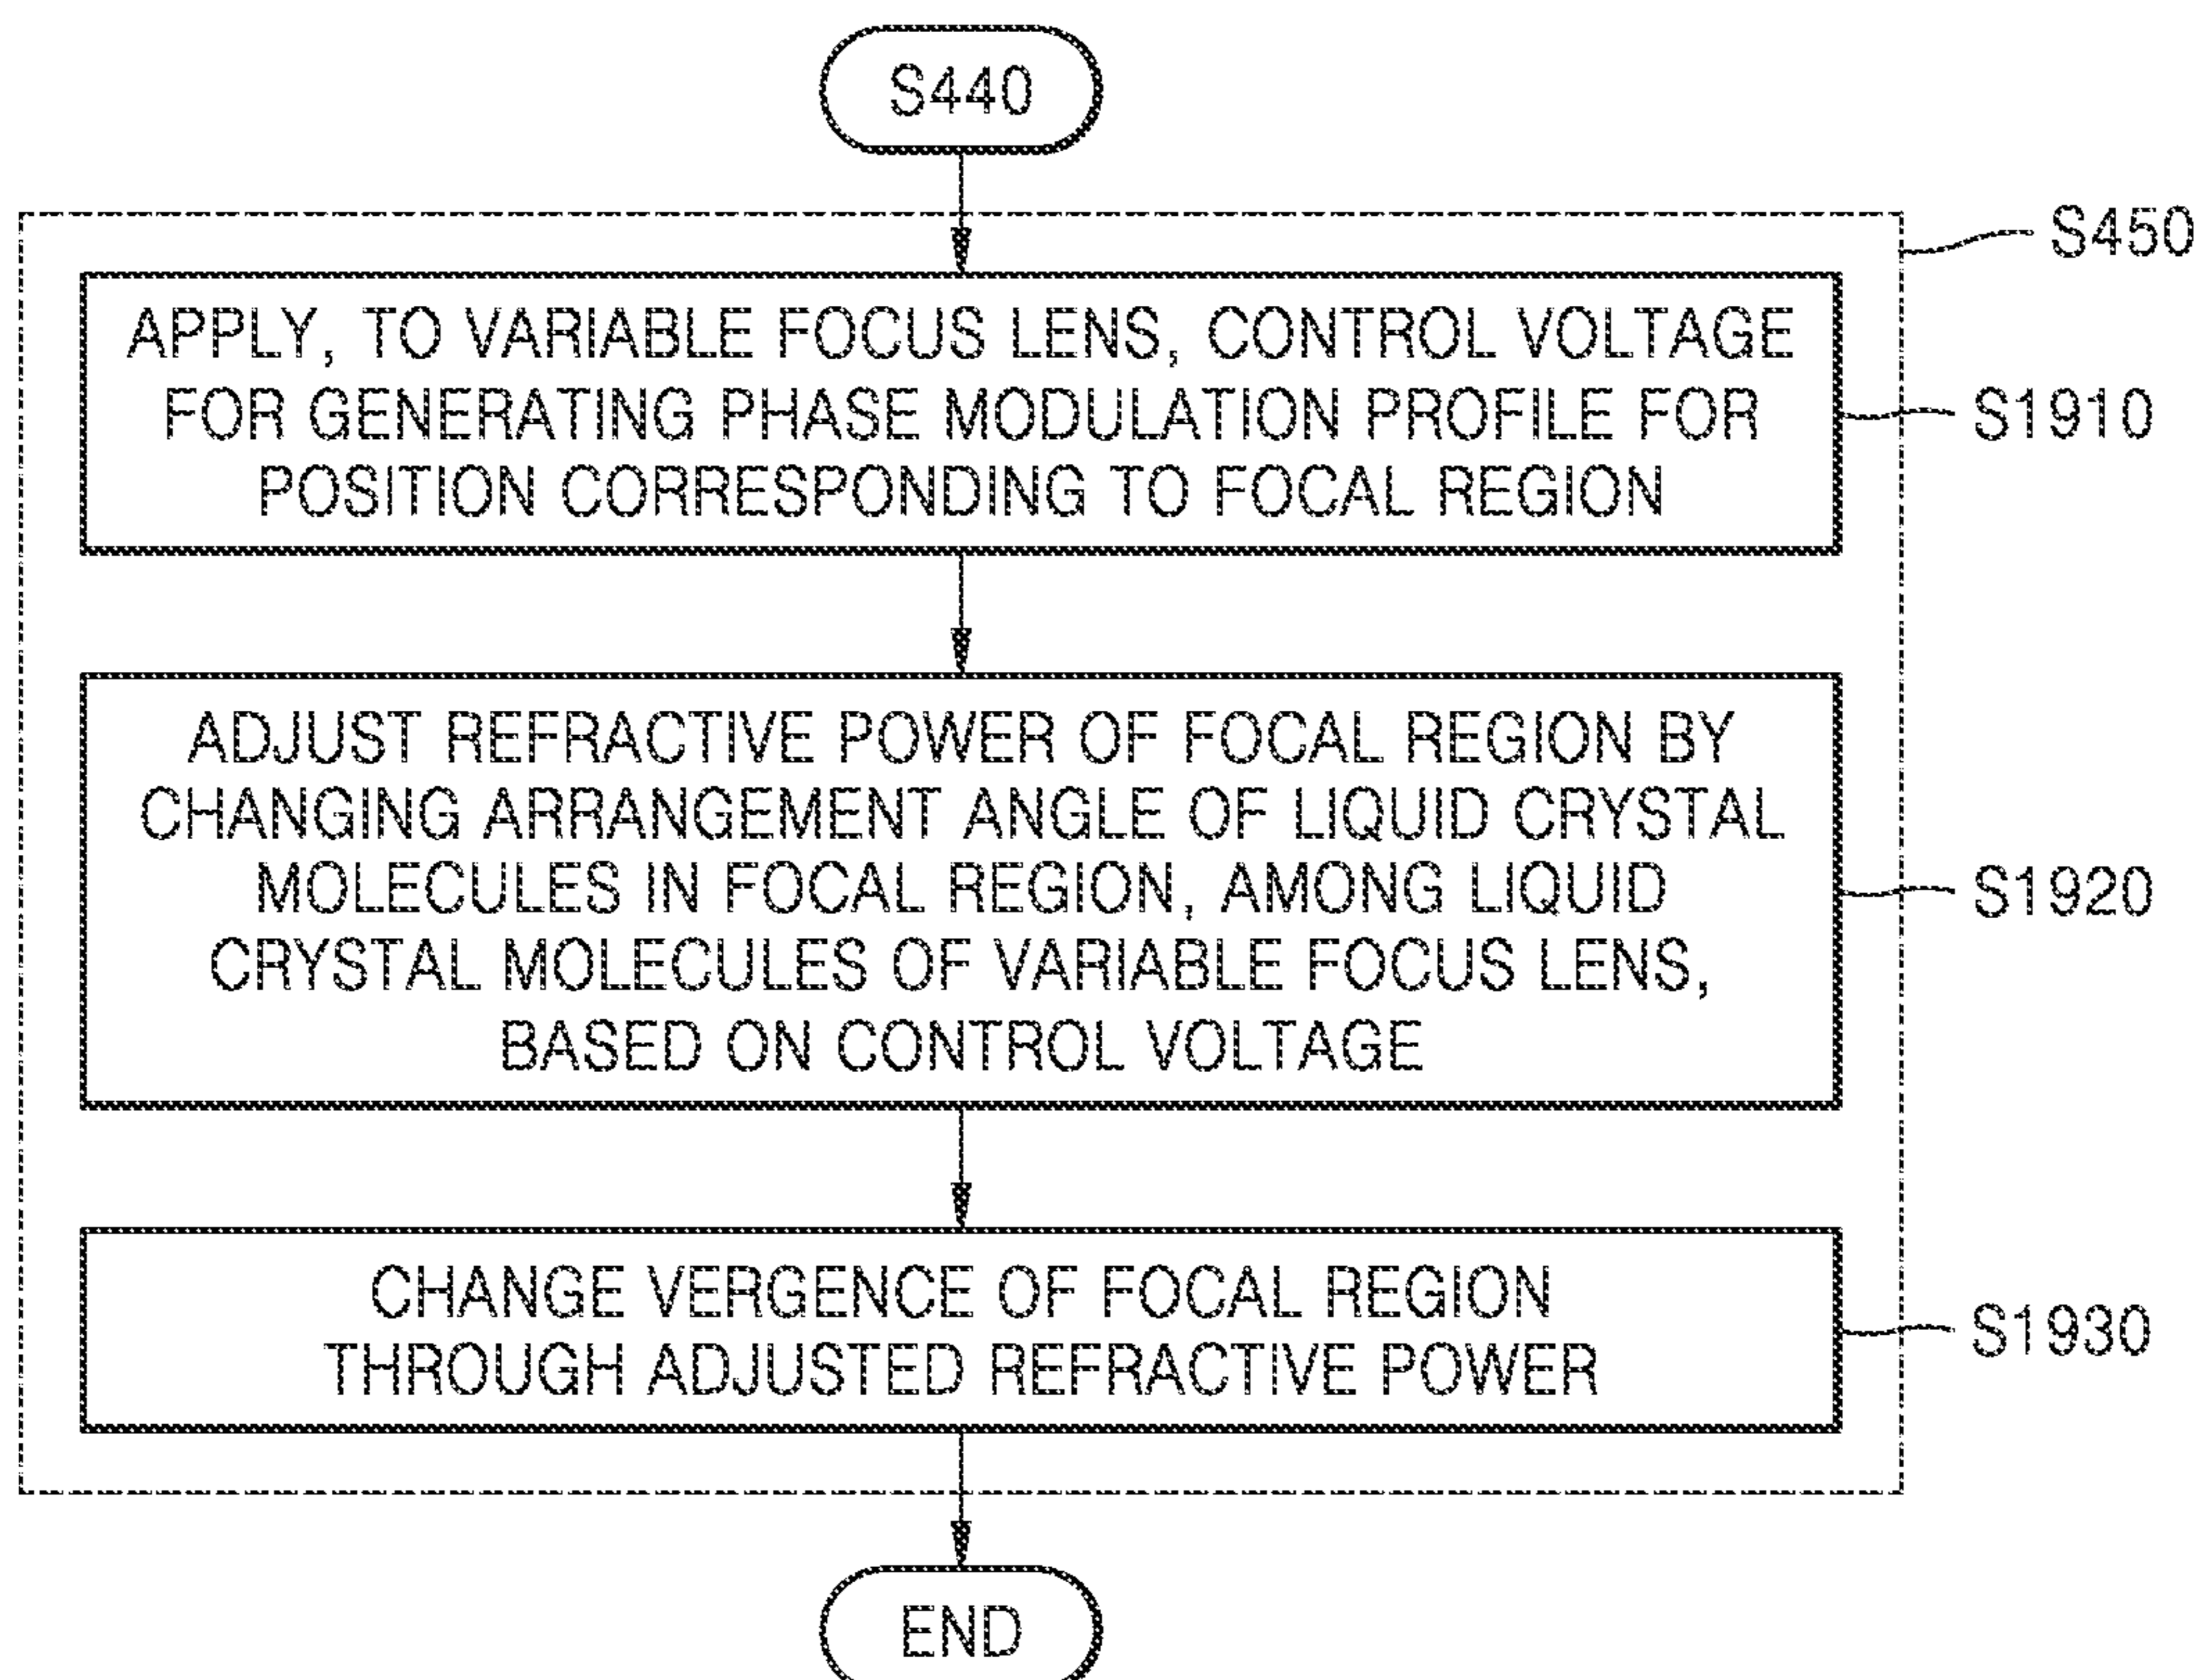 S440
S450
APPLY, TO VARIABLE FOCUS LENS, CONTROL VOLTAGE
FOR GENERATING PHASE MODULATION PROFILE FOR
POSITION CORRESPONDING TO FOCAL REGION
S1910
ADJUST REFRACTIVE POWER OF FOCAL REGION BY
CHANGING ARRANGEMENT ANGLE OF LIQUID CRYSTAL
MOLECULES IN FOCAL REGION, AMONG LIQUID
CRYSTAL MOLECULES OF VARIABLE FOCUS LENS,
BASED ON CONTROL VOLTAGE
S1920
CHANGE VERGENCE OF FOCAL REGION
THROUGH ADJUSTED REFRACTIVE POWER
S1930
END